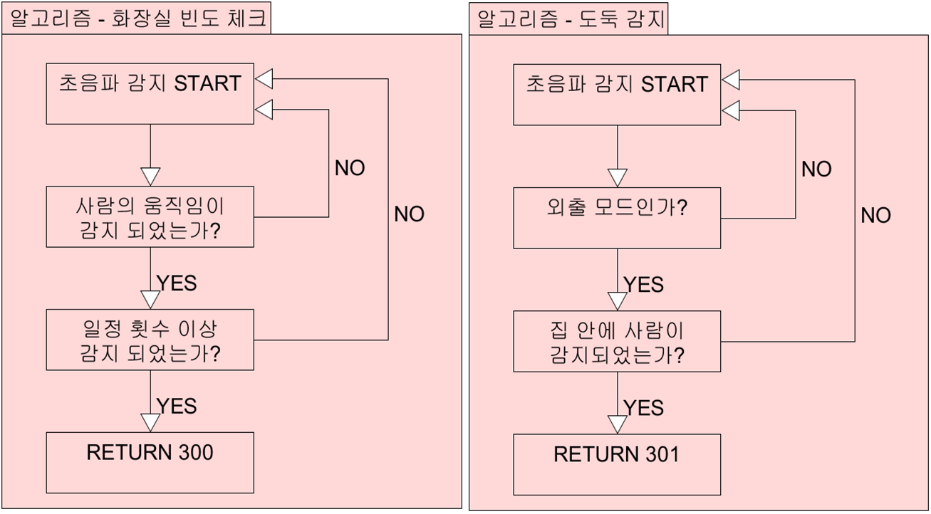 알고리즘 - 화장실 빈도 체크
초음파 감지 START
NO
사람의 움직임이
감지 되었는가?
NO
YES
일정 횟수 이상
감지 되었는가?
YES
RETURN 300
알고리즘 - 도둑 감지
초음파 감지 START
NO
외출 모드인가?
NO
YES
집 안에 사람이
감지되었는가?
YES
RETURN 301